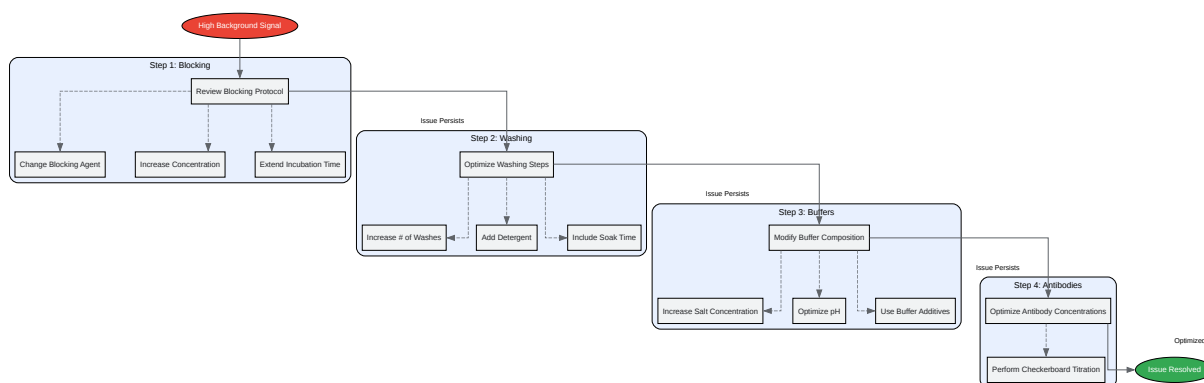 High Background Signal
Step 1: Blocking
Review Blocking Protocol
Change Blocking Agent
Increase Concentration
Extend Incubation Time
Issue Persists
Step 2: Washing
Optimize Washing Steps
Increase # of Washes
Add Detergent
Include Soak Time
Issue Persists
Step 3: Buffers
Modify Buffer Composition
Increase Salt Concentration
Optimize pH
Use Buffer Additives
Issue Persists
Step 4: Antibodies
Optimize Antibody Concentrations
Perform Checkerboard Titration
Optimized
Issue Resolved